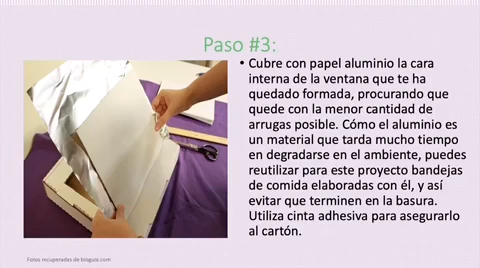 Paso #3:
• Cubre con papel aluminio la cara
interna de la ventana que te ha
quedado formada, procurando que
quede con la menor cantidad de
arrugas posible. Cómo el aluminio es
un material que tarda mucho tiempo
en degradarse en el ambiente, puedes
reutilizar para este proyecto bandejas
de comida elaboradas con él, y así
evitar que terminen en la basura.
Utiliza cinta adhesiva para asegurarlo
al cartón.
Fotos recuperadas de bioguia.com